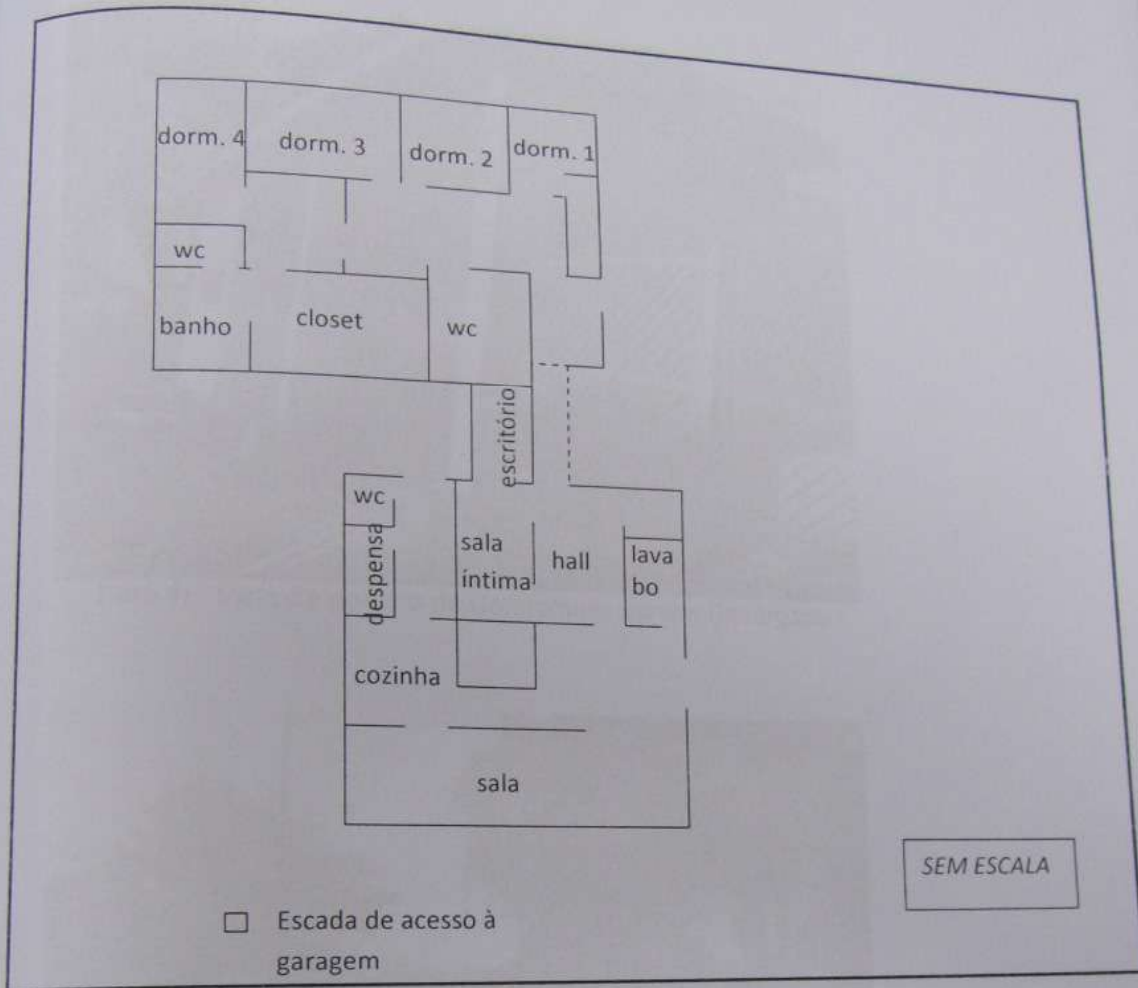 dorm. 4
dorm. 3
dorm. 2
dorm. 1
wc
banho
closet
wc
escritório
wc
despensa
sala
íntima
hall
lava
bo
cozinha
sala
SEM ESCALA
Escada de acesso à
garagem